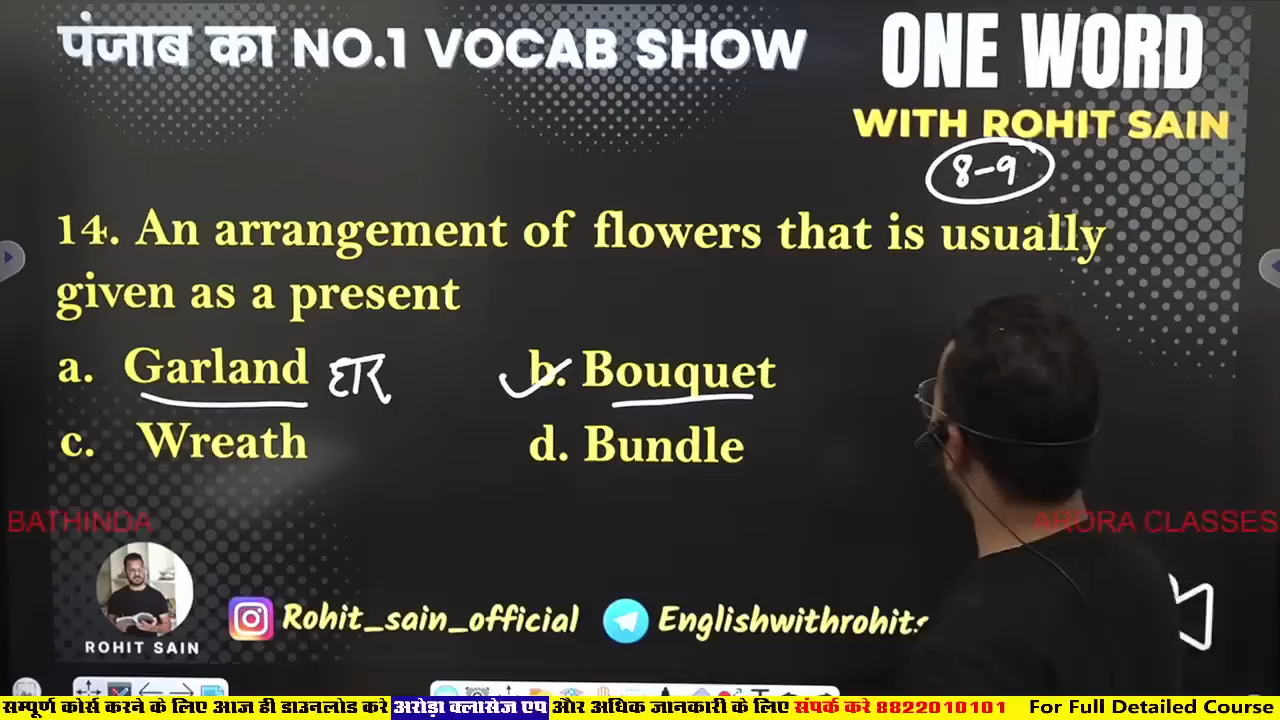 पंजाब का NO.1 VOCAB SHOW
ONE WORD
WITH ROHIT SAIN
8-9
14. An arrangement of flowers that is usually
given as a present
a. Garland हार
b. Bouquet
c. Wreath
d. Bundle
BATHINDA
ARORA CLASSES
ROHIT SAIN
Rohit_sain_official
Englishwithrohits
सम्पूर्ण कोर्स करने के लिए आज ही डाउनलोड करे अरोड़ा क्लासेज एप और अधिक जानकारी के लिए संपर्क करे 8822010101 For Full Detailed Course